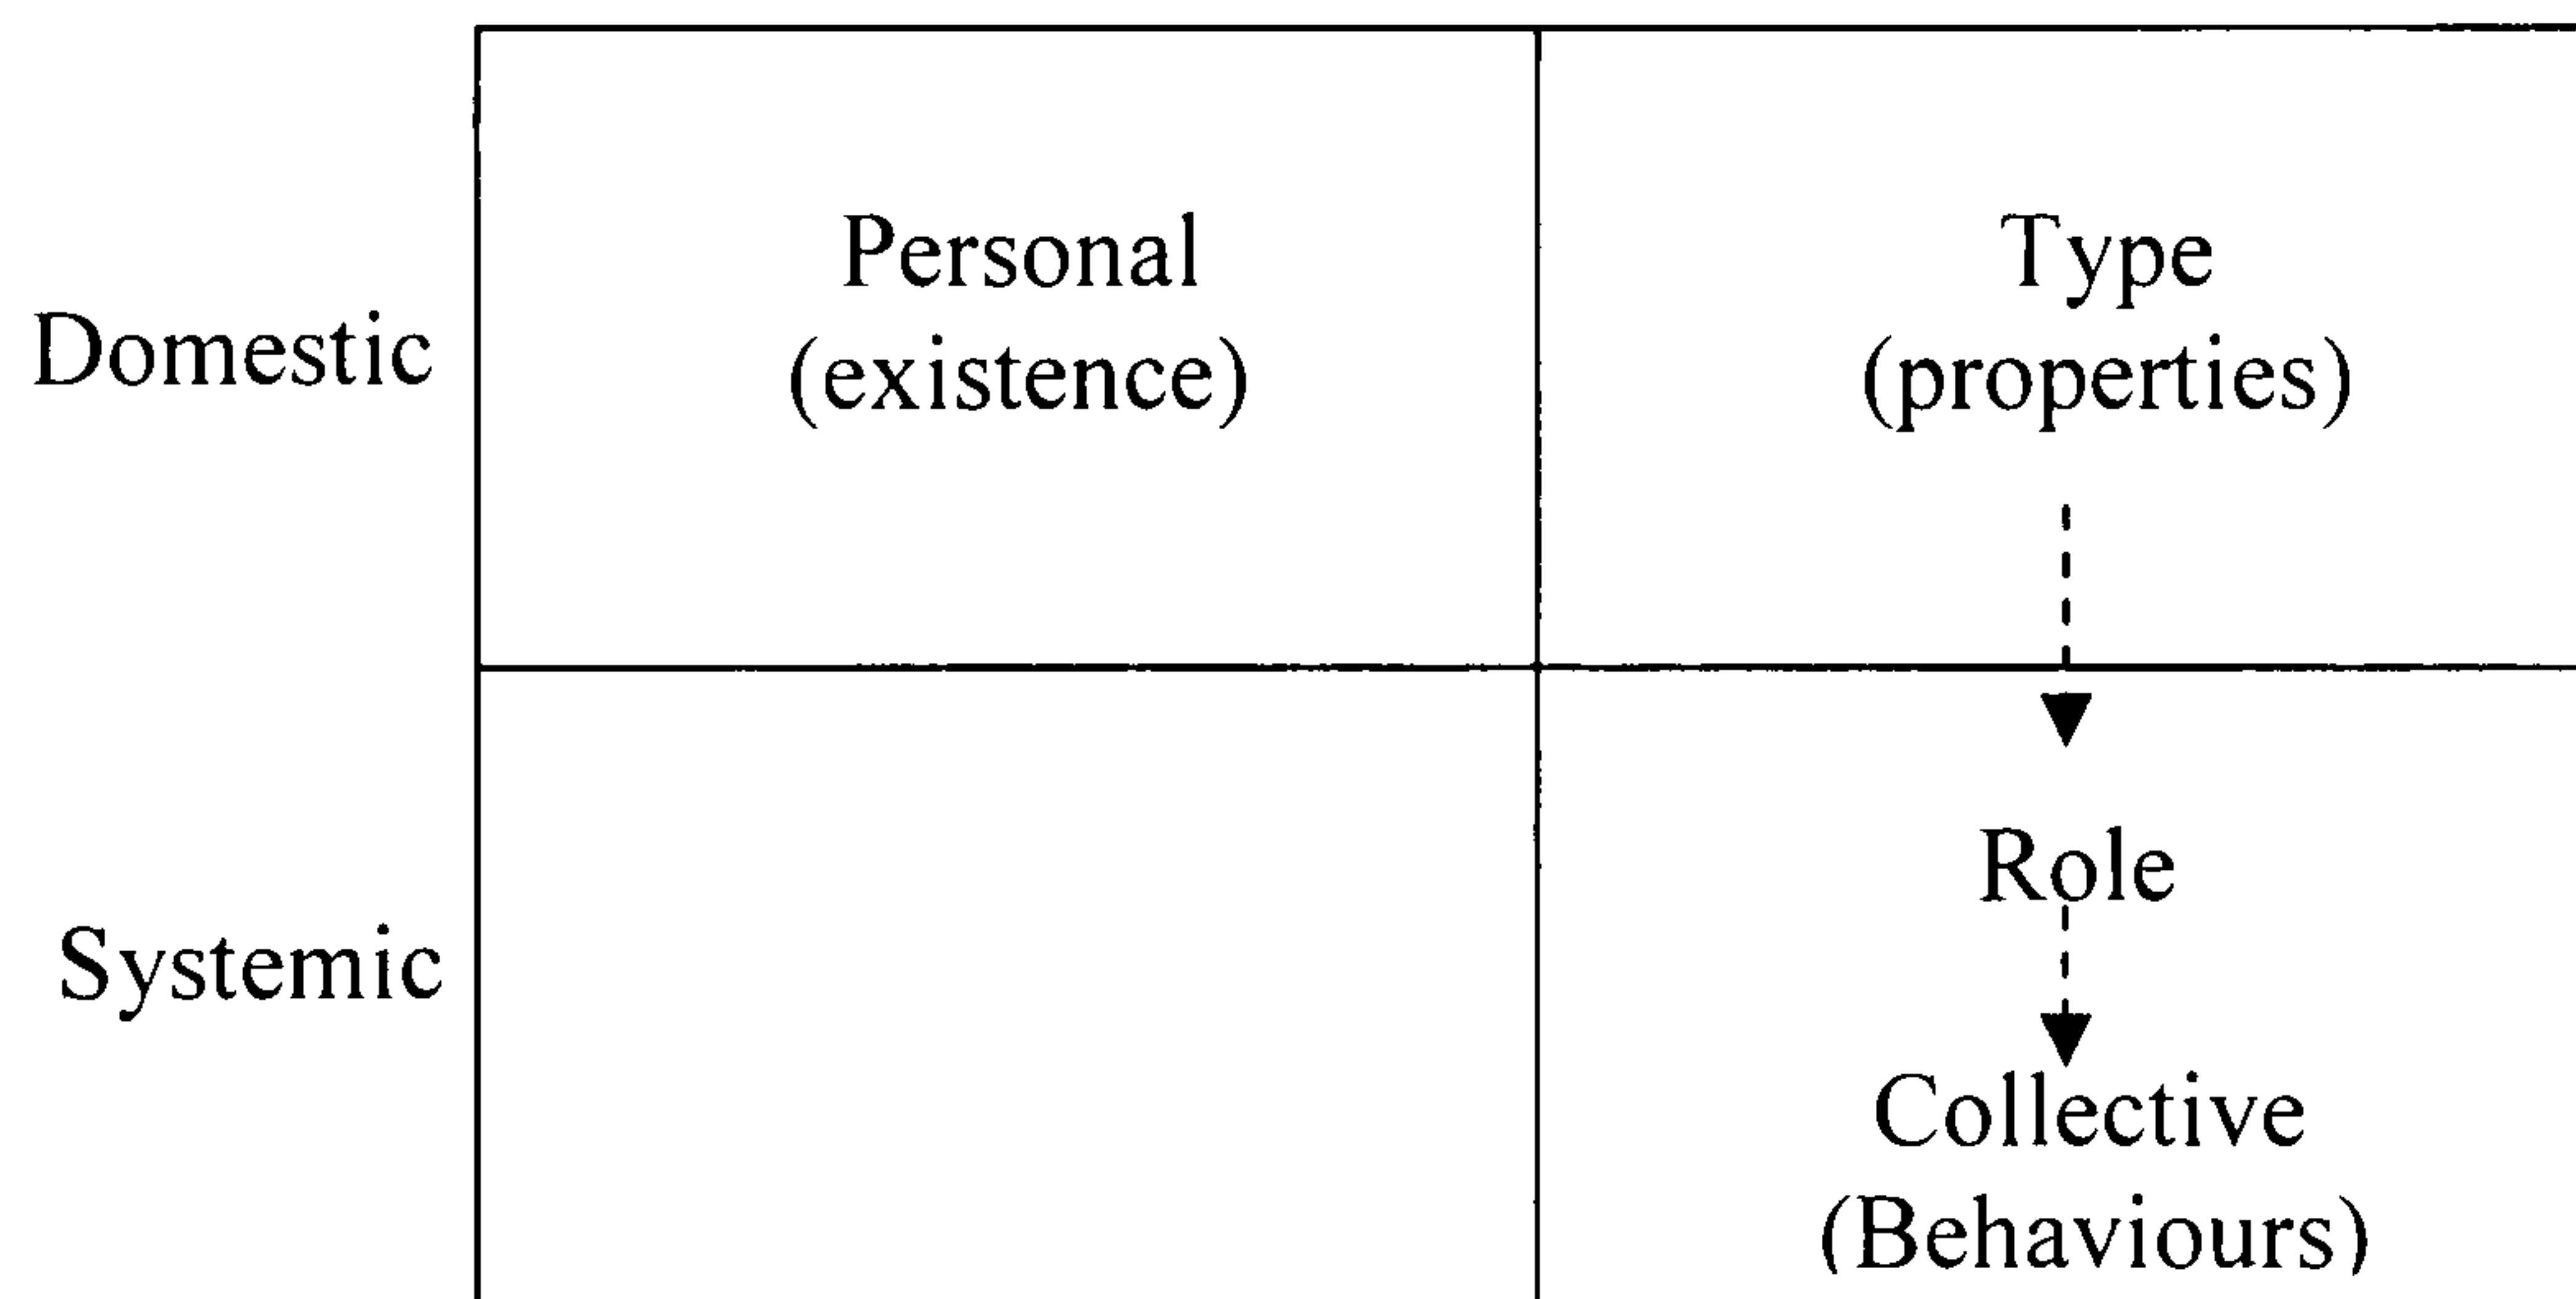 Domestic
Personal
(existence)
Type
(properties)
Systemic
Role
Collective
(Behaviours)